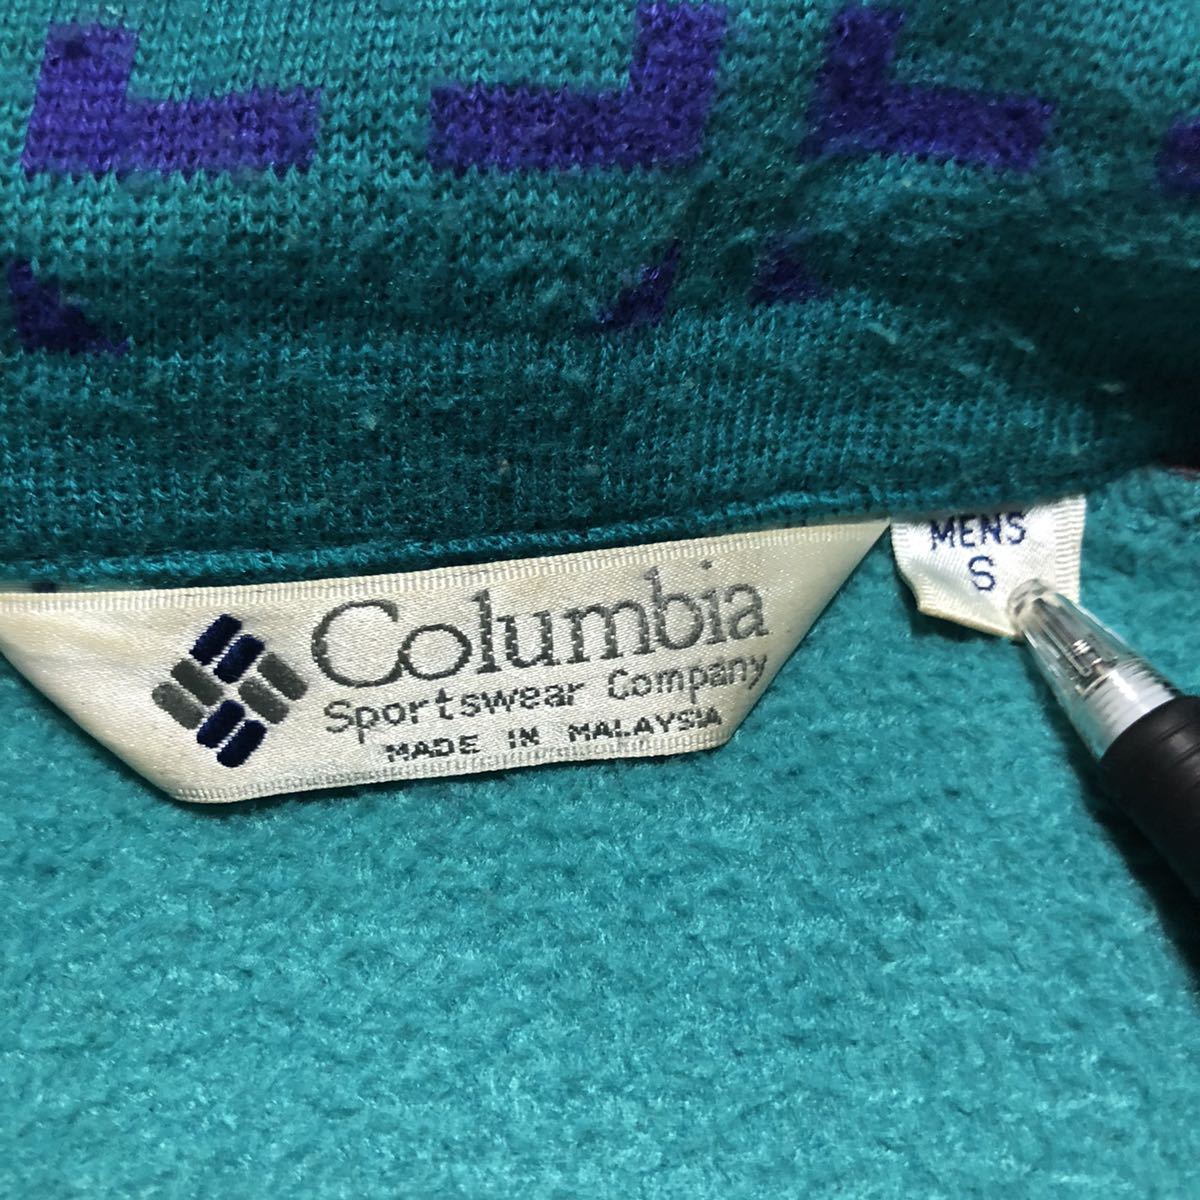 Columbia
Sportswear Company
MADE IN MALAYSIA
MENS
S